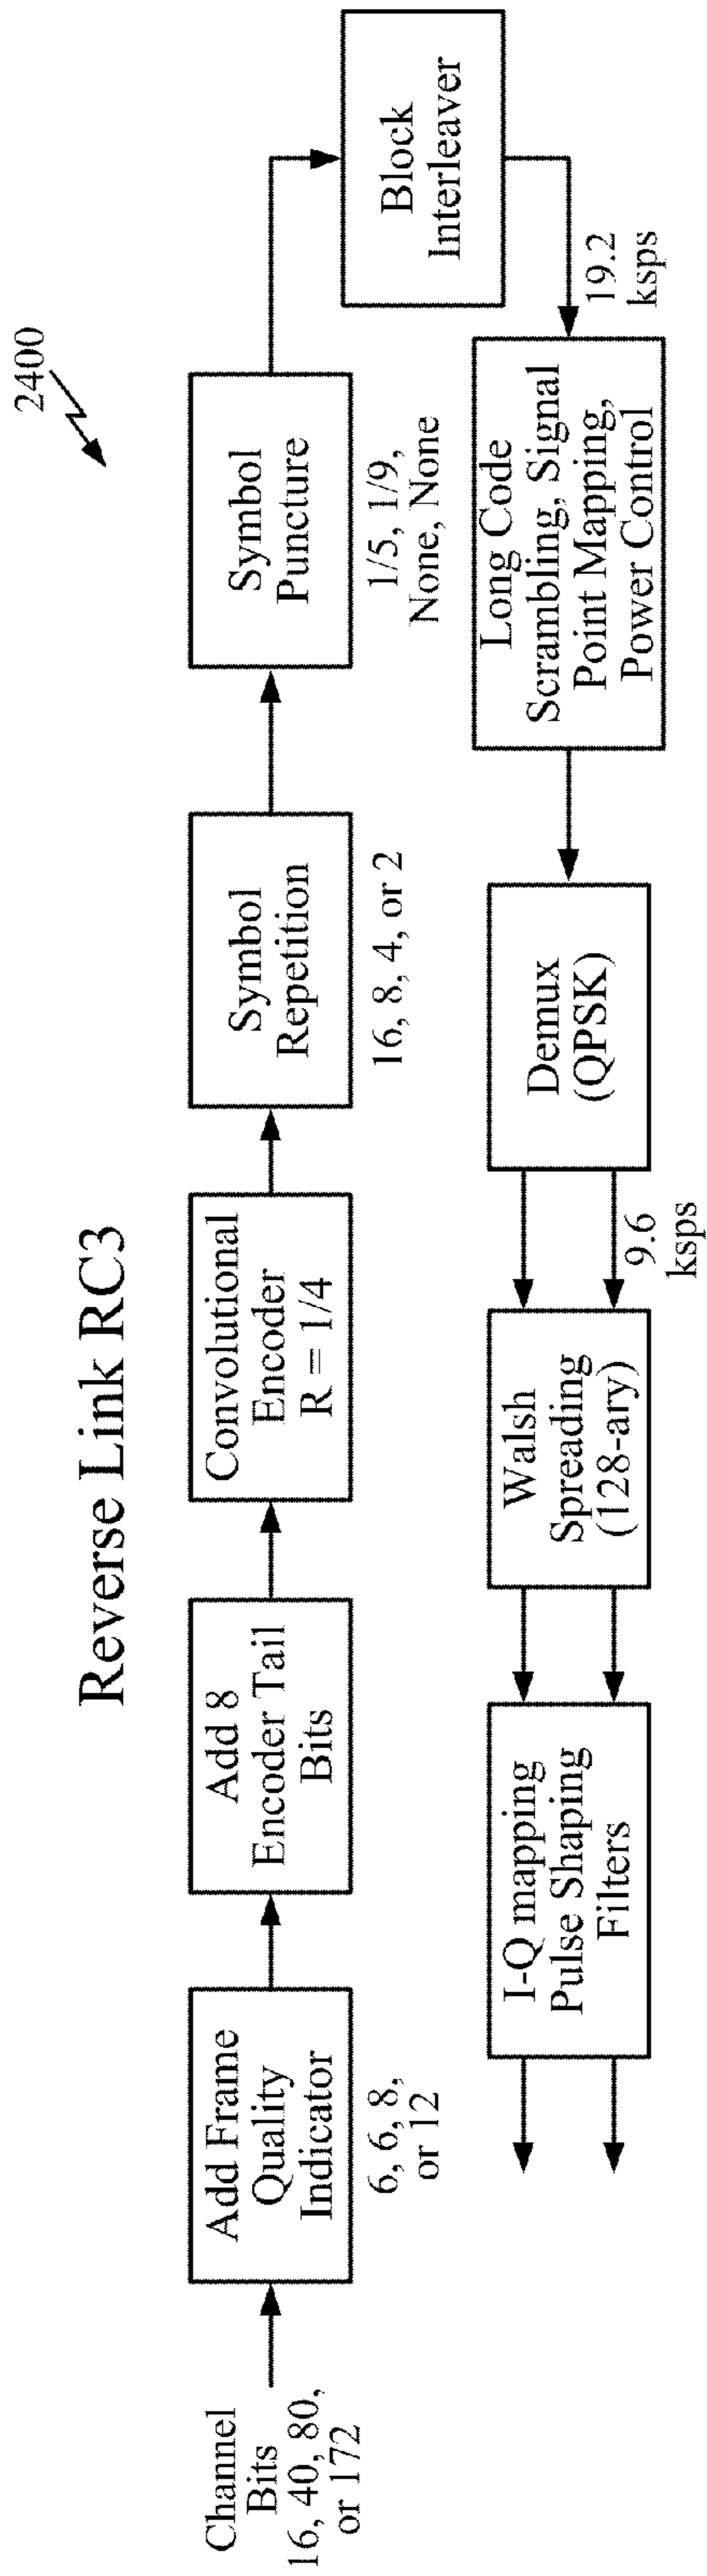 2400
Reverse Link RC3
Channel
Bits
16, 40, 80,
or 172
Add Frame
Quality
Indicator
6, 6, 8,
or 12
Add 8
Encoder Tail
Bits
Convolutional
Encoder
R = 1/4
Symbol
Repetition
16, 8, 4, or 2
Symbol
Puncture
1/5, 1/9,
None, None
Block
Interleaver
19.2
ksps
Long Code
Scrambling, Signal
Point Mapping,
Power Control
Demux
(QPSK)
9.6
ksps
Walsh
Spreading
(128-ary)
I-Q mapping
Pulse Shaping
Filters